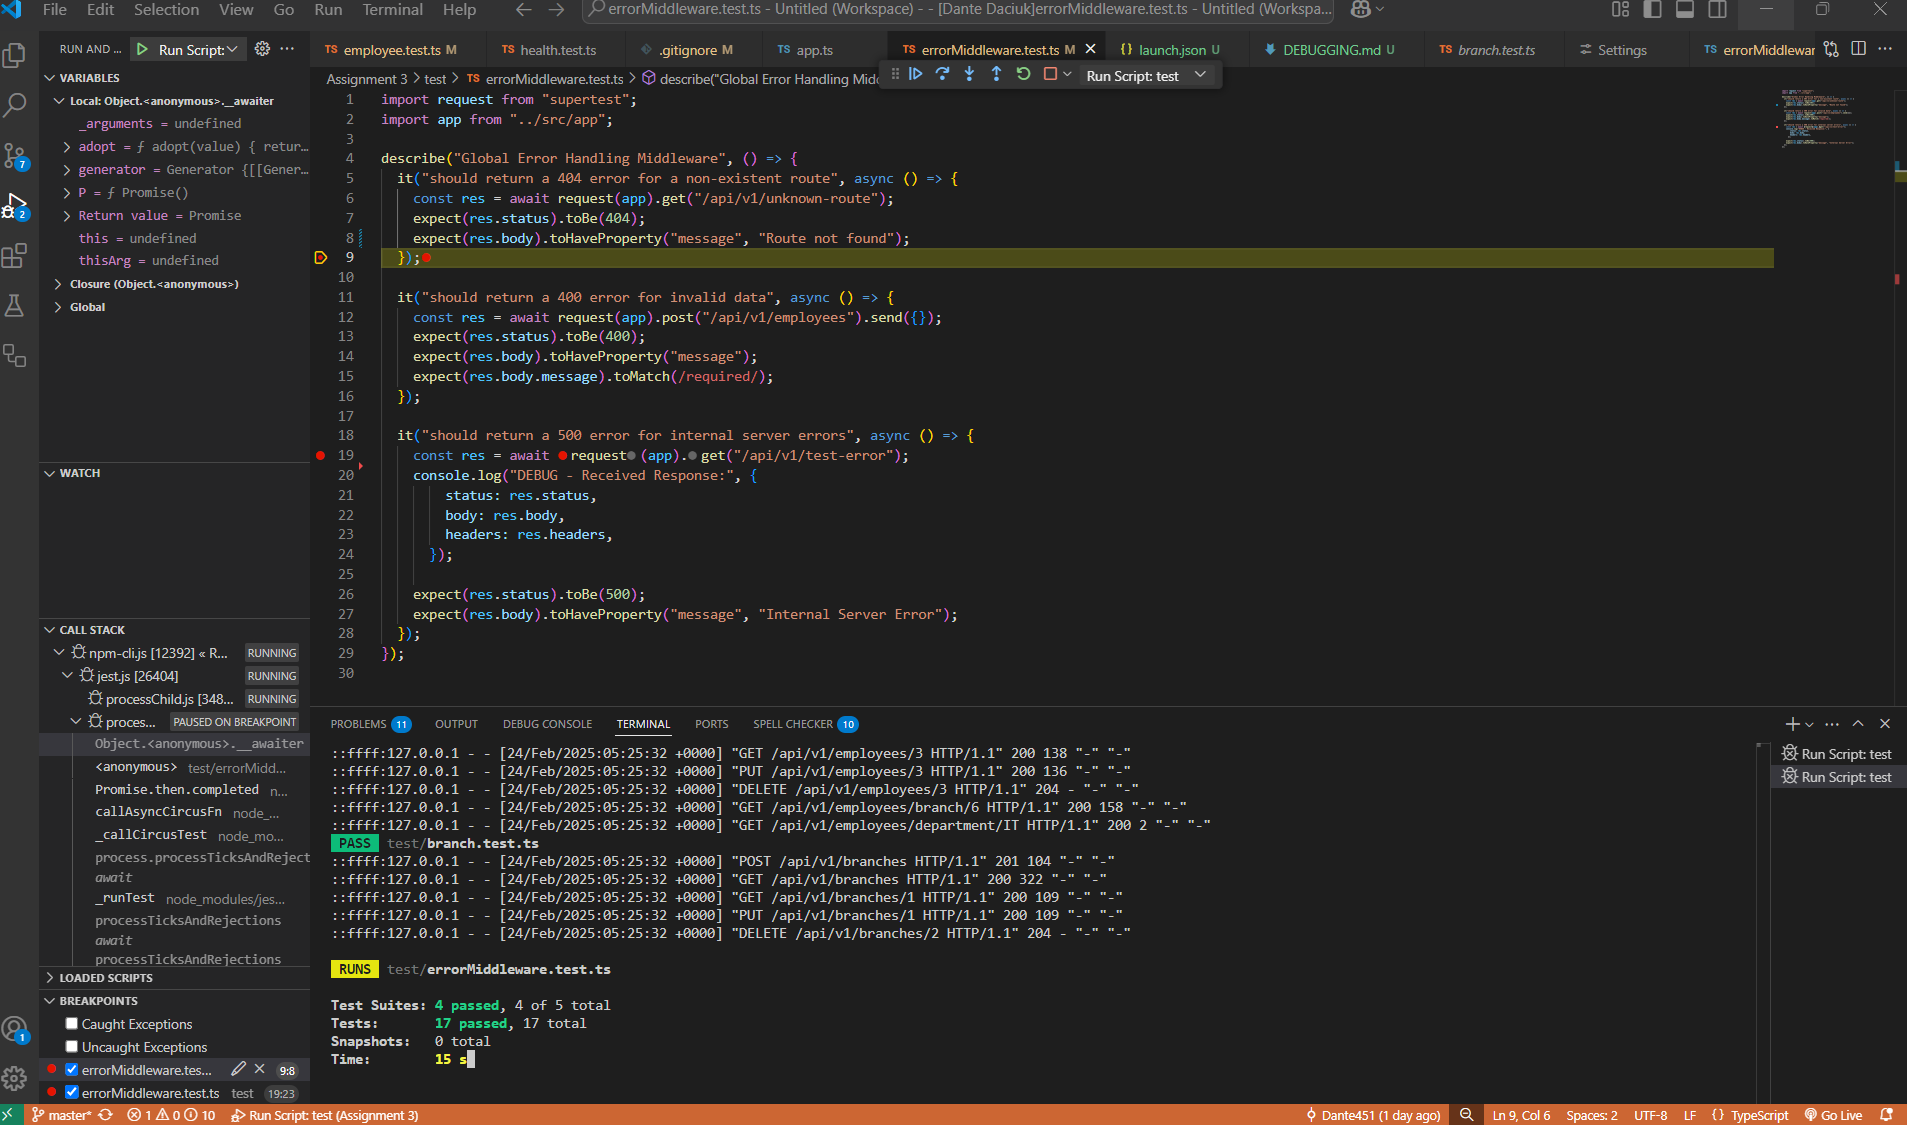 File Edit Selection View Go Run Terminal Help
errorMiddleware.test.ts - Untitled (Workspace) - - [Dante Daciuk]errorMiddleware.test.ts - Untitled (Workspa...
RUN AND ... Run Script: ...
employee.test.ts M
health.test.ts
.gitignore M
app.ts
errorMiddleware.test.ts M
launch.json U
DEBUGGING.md U
branch.test.ts
Settings
errorMiddlewar
Assignment 3 > test > TS errorMiddleware.test.ts > describe("Global Error Handling Mid
Run Script: test
VARIABLES
Local: Object.<anonymous>.__awaiter
_arguments = undefined
adopt = ƒ adopt(value) { retur…
generator = Generator {[[Gener…
P = ƒ Promise()
Return value = Promise
this = undefined
thisArg = undefined
Closure (Object.<anonymous>)
Global
WATCH
CALL STACK
npm-cli.js [12392] « R... RUNNING
jest.js [26404] RUNNING
processChild.js [348... RUNNING
proces... PAUSED ON BREAKPOINT
Object.<anonymous>.__awaiter
<anonymous> test/errorMidd...
Promise.then.completed n...
callAsyncCircusFn node_...
_callCircusTest node_mo...
process.processTicksAndReject
await
_runTest node_modules/jes...
processTicksAndRejections
await
processTicksAndRejections
LOADED SCRIPTS
BREAKPOINTS
Caught Exceptions
Uncaught Exceptions
errorMiddleware.tes... 9:8
errorMiddleware.test.ts test 19:23
1 import request from "supertest";
2 import app from "../src/app";
3
4 describe("Global Error Handling Middleware", () => {
5 it("should return a 404 error for a non-existent route", async () => {
6 const res = await request(app).get("/api/v1/unknown-route");
7 expect(res.status).toBe(404);
8 expect(res.body).toHaveProperty("message", "Route not found");
9 });
10
11 it("should return a 400 error for invalid data", async () => {
12 const res = await request(app).post("/api/v1/employees").send({});
13 expect(res.status).toBe(400);
14 expect(res.body).toHaveProperty("message");
15 expect(res.body.message).toMatch(/required/);
16 });
17
18 it("should return a 500 error for internal server errors", async () => {
19 const res = await request(app).get("/api/v1/test-error");
20 console.log("DEBUG - Received Response:", {
21 status: res.status,
22 body: res.body,
23 headers: res.headers,
24 });
25
26 expect(res.status).toBe(500);
27 expect(res.body).toHaveProperty("message", "Internal Server Error");
28 });
29 });
30
PROBLEMS 11 OUTPUT DEBUG CONSOLE TERMINAL PORTS SPELL CHECKER 10
Run Script: test
Run Script: test
::ffff:127.0.0.1 - - [24/Feb/2025:05:25:32 +0000] "GET /api/v1/employees/3 HTTP/1.1" 200 138 "-" "-"
::ffff:127.0.0.1 - - [24/Feb/2025:05:25:32 +0000] "PUT /api/v1/employees/3 HTTP/1.1" 200 136 "-" "-"
::ffff:127.0.0.1 - - [24/Feb/2025:05:25:32 +0000] "DELETE /api/v1/employees/3 HTTP/1.1" 204 - "-" "-"
::ffff:127.0.0.1 - - [24/Feb/2025:05:25:32 +0000] "GET /api/v1/employees/branch/6 HTTP/1.1" 200 158 "-" "-"
::ffff:127.0.0.1 - - [24/Feb/2025:05:25:32 +0000] "GET /api/v1/employees/department/IT HTTP/1.1" 200 2 "-" "-"
PASS test/branch.test.ts
::ffff:127.0.0.1 - - [24/Feb/2025:05:25:32 +0000] "POST /api/v1/branches HTTP/1.1" 201 104 "-" "-"
::ffff:127.0.0.1 - - [24/Feb/2025:05:25:32 +0000] "GET /api/v1/branches HTTP/1.1" 200 322 "-" "-"
::ffff:127.0.0.1 - - [24/Feb/2025:05:25:32 +0000] "GET /api/v1/branches/1 HTTP/1.1" 200 109 "-" "-"
::ffff:127.0.0.1 - - [24/Feb/2025:05:25:32 +0000] "PUT /api/v1/branches/1 HTTP/1.1" 200 109 "-" "-"
::ffff:127.0.0.1 - - [24/Feb/2025:05:25:32 +0000] "DELETE /api/v1/branches/2 HTTP/1.1" 204 - "-" "-"
RUNS test/errorMiddleware.test.ts
Test Suites: 4 passed, 4 of 5 total
Tests: 17 passed, 17 total
Snapshots: 0 total
Time: 15 s
master* 1 0 10 Run Script: test (Assignment 3)
Dante451 (1 day ago) Ln 9, Col 6 Spaces: 2 UTF-8 LF {} TypeScript Go Live